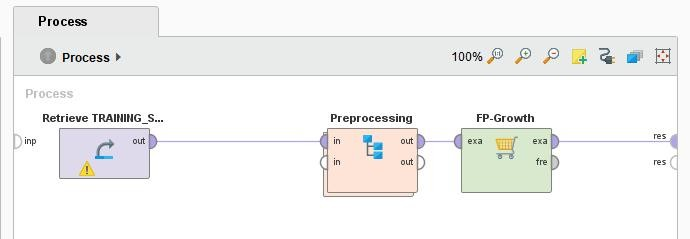 Process
Process
100%
Process
Retrieve TRAINING_S...
Preprocessing
FP-Growth
inp
out
in
out
exa
exa
res
in
out
fre
res